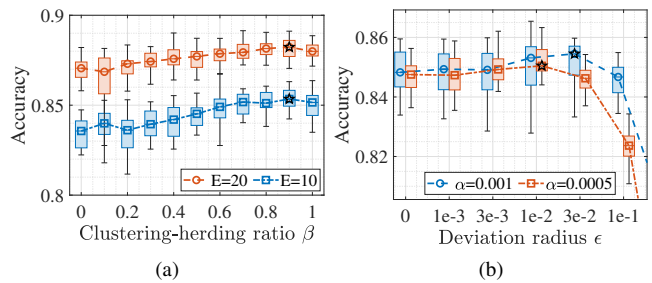 0.9
0.85
0.8
Accuracy
E=20 E=10
0 0.2 0.4 0.6 0.8 1
Clustering-herding ratio β
(a)
0.86
0.84
0.82
Accuracy
α=0.001 α=0.0005
0 1e-3 3e-3 1e-2 3e-2 1e-1
Deviation radius ϵ
(b)